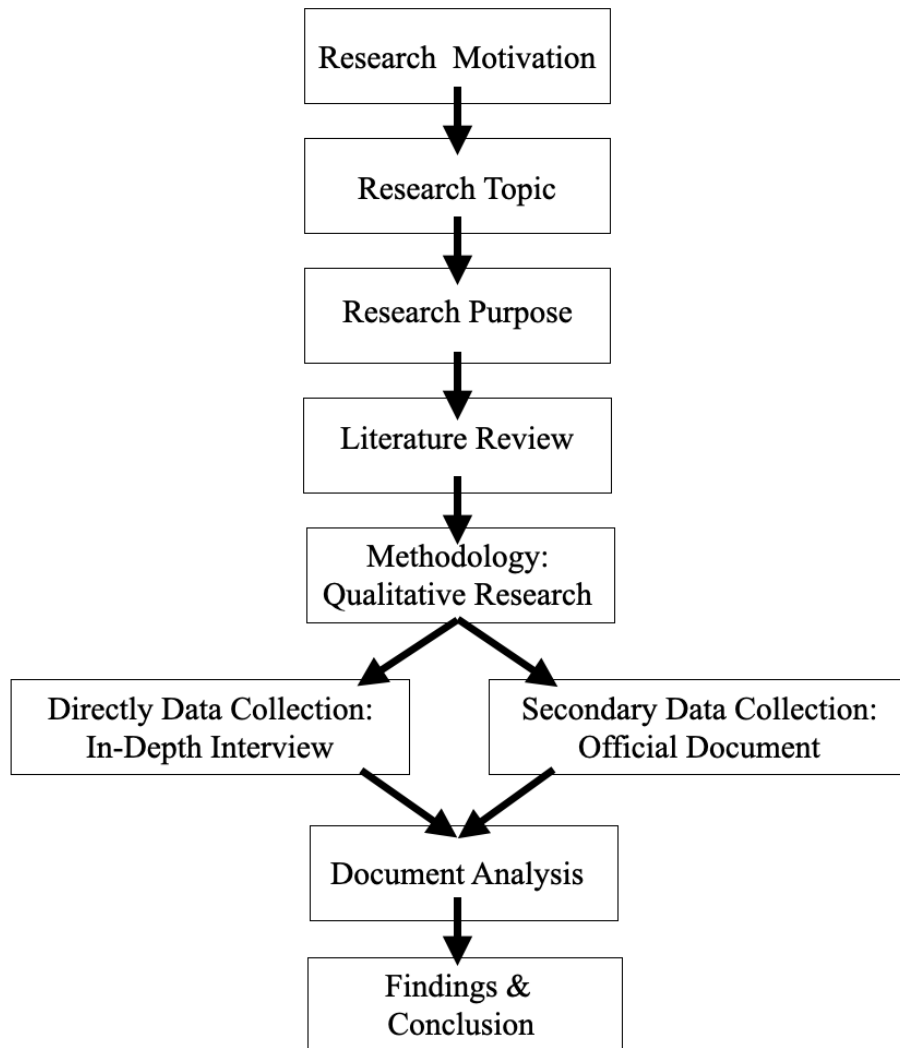 Research Motivation
Research Topic
Research Purpose
Literature Review
Methodology:
Qualitative Research
Directly Data Collection:
In-Depth Interview
Secondary Data Collection:
Official Document
Document Analysis
Findings &
Conclusion